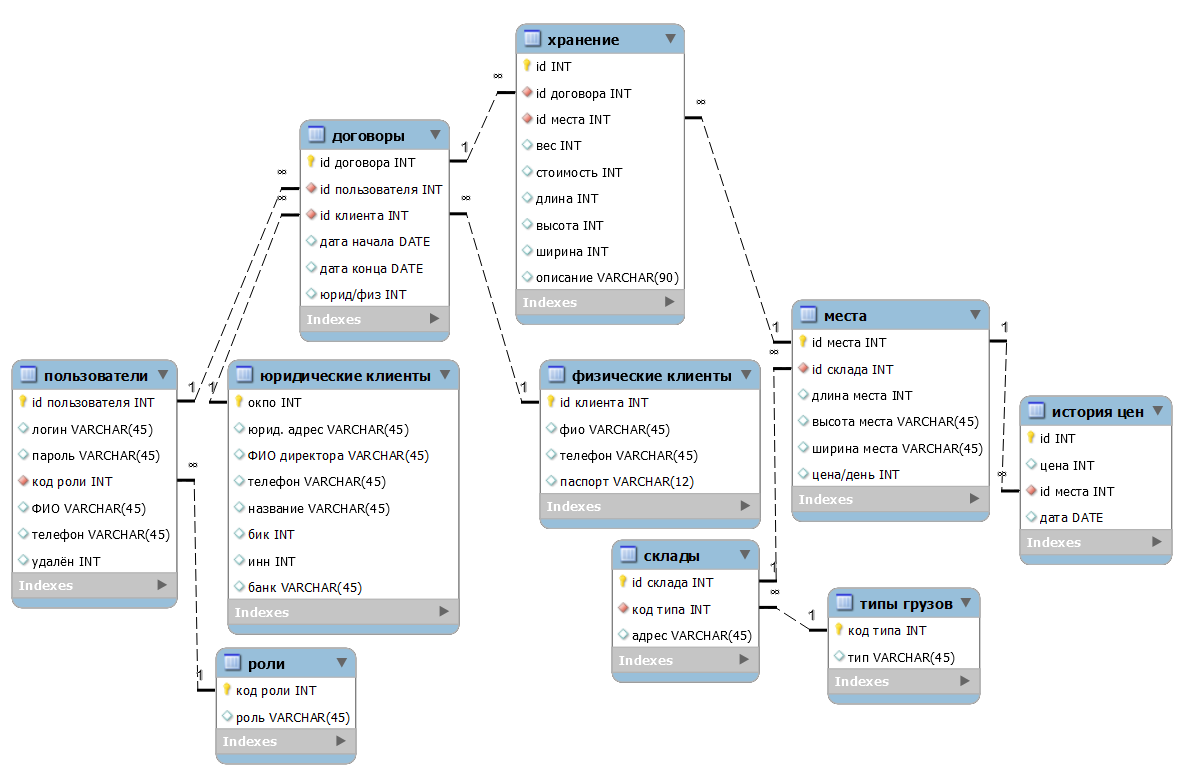 хранение
id INT
id договора INT
id места INT
вес INT
стоимость INT
длина INT
высота INT
ширина INT
описание VARCHAR(90)
Indexes
∞
1
∞
1
договоры
id договора INT
id пользователя INT
id клиента INT
дата начала DATE
дата конца DATE
юрид/физ INT
Indexes
∞
∞
∞
1
1
1
пользователи
id пользователя INT
логин VARCHAR(45)
пароль VARCHAR(45)
код роли INT
ФИО VARCHAR(45)
телефон VARCHAR(45)
удалён INT
Indexes
∞
1
юридические клиенты
окпо INT
юрид. адрес VARCHAR(45)
ФИО директора VARCHAR(45)
телефон VARCHAR(45)
название VARCHAR(45)
бик INT
инн INT
банк VARCHAR(45)
Indexes
физические клиенты
id клиента INT
фио VARCHAR(45)
телефон VARCHAR(45)
паспорт VARCHAR(12)
Indexes
места
id места INT
id склада INT
длина места INT
высота места VARCHAR(45)
ширина места VARCHAR(45)
цена/день INT
Indexes
∞
1
1
∞
история цен
id INT
цена INT
id места INT
дата DATE
Indexes
склады
id склада INT
код типа INT
адрес VARCHAR(45)
Indexes
∞
1
типы грузов
код типа INT
тип VARCHAR(45)
Indexes
роли
код роли INT
роль VARCHAR(45)
Indexes